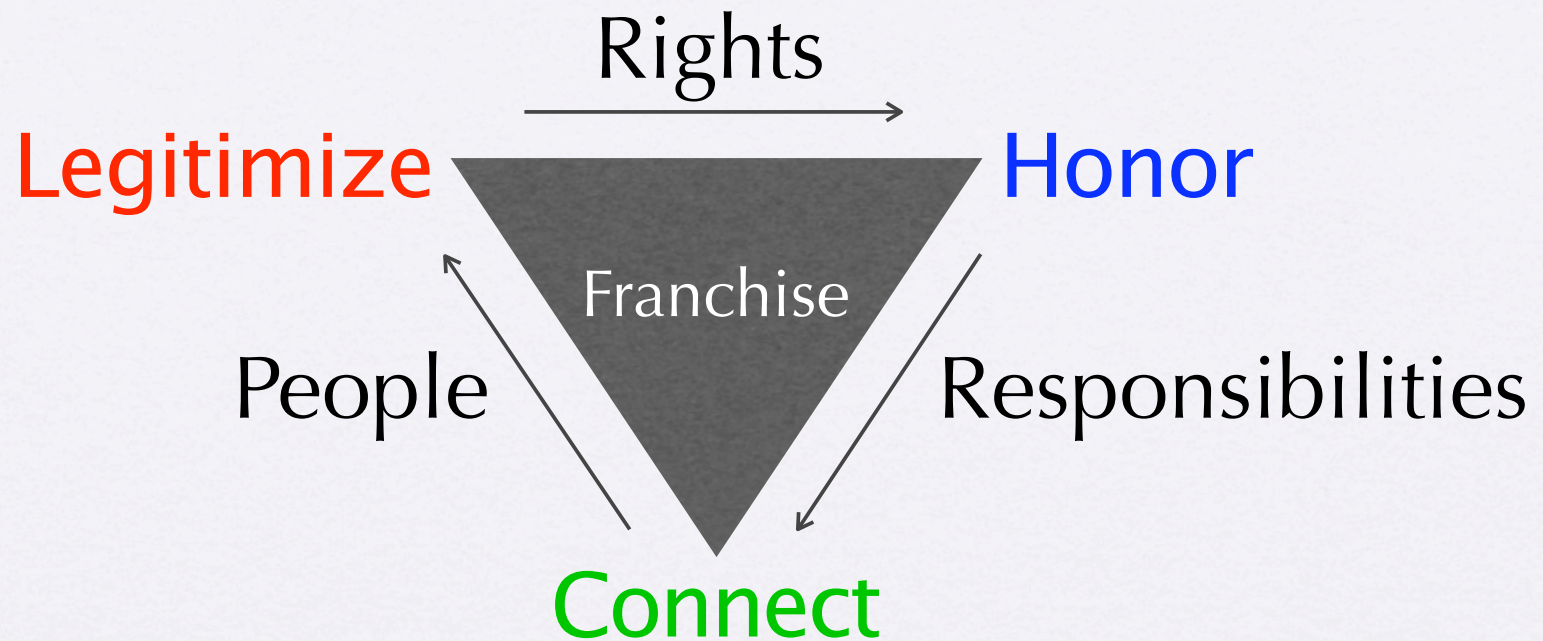 Rights
Legitimize
Honor
Franchise
People
Responsibilities
Connect